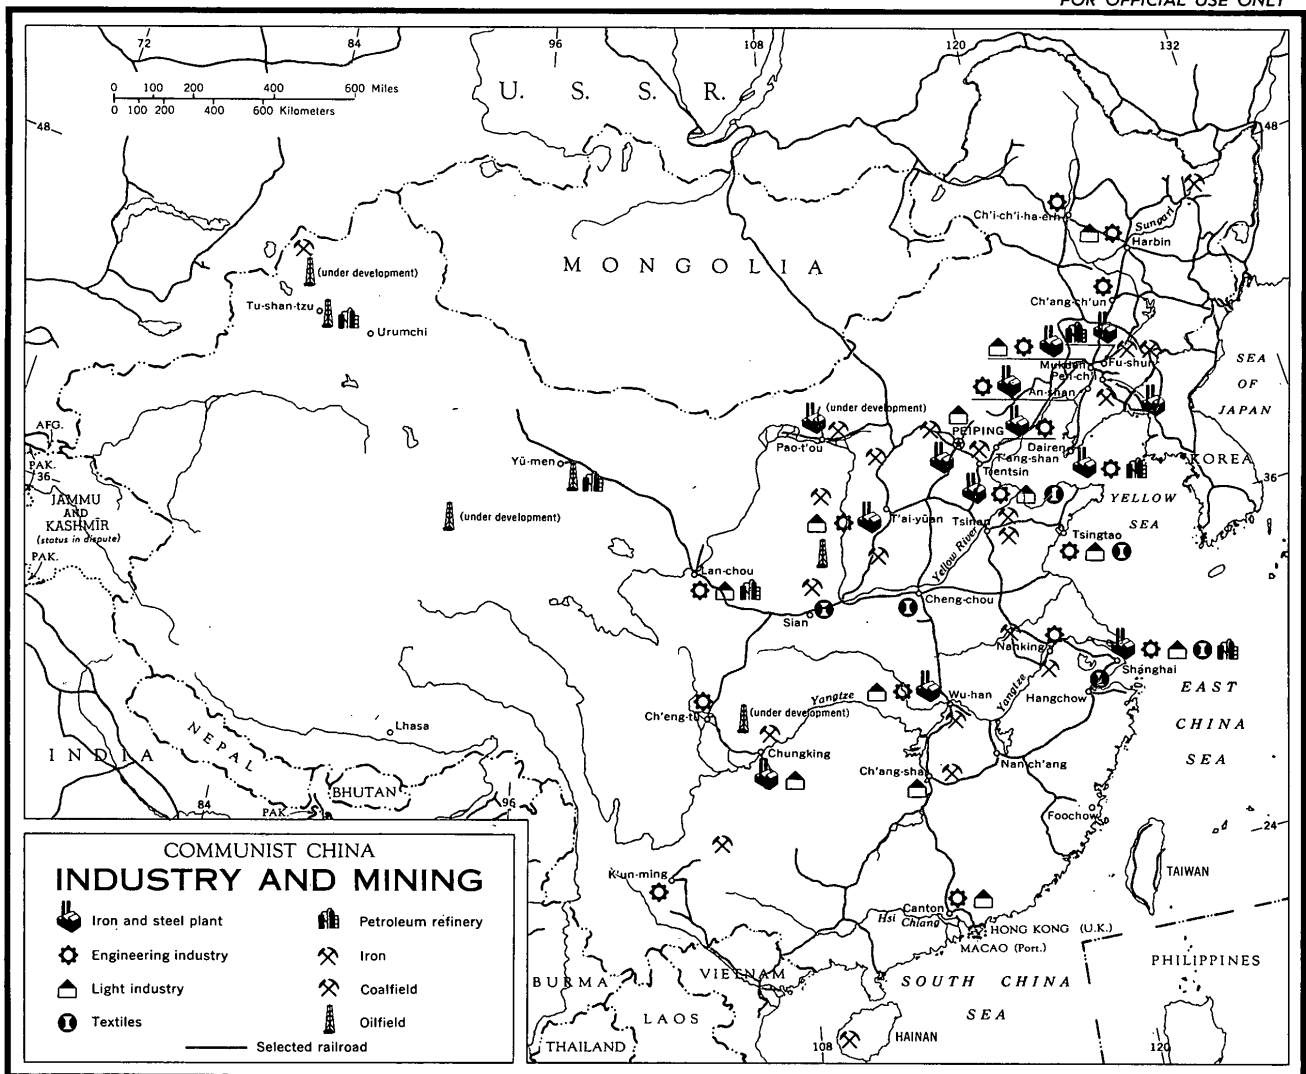 FOR OFFICIAL USE ONLY
72
84
96
108
120
132
0 100 200 400 600 Miles
0 100 200 400 600 Kilometers
U. S. S. R.
48
48
Ch'i-ch'i-ha-erh
Sungari
Harbin
MONGOLIA
(under development)
Tu-shan-tzu
Urumchi
Ch'ang-ch'un
Mukden
Fu-shun
Pen-ch'i
An-shan
SEA
OF
JAPAN
AFG.
PAK.
36
JAMMU
AND
KASHMIR
(status in dispute)
PAK.
(under development)
Pao-t'ou
PEIPING
Dairen
T'ang-shan
Tientsin
KOREA
36
Yü-men
(under development)
YELLOW
SEA
T'ai-yüan
Tsinan
Tsingtao
Yellow River
Lan-chou
Sian
Cheng-chou
Nanking
Shanghai
Hangchow
Yangtze
Yangtze
Wu-han
EAST
CHINA
SEA
Ch'eng-tu
(under development)
Chungking
Lhasa
INDIA
NEPAL
BHUTAN
84
96
PAK.
Ch'ang-sha
Nan-ch'ang
Foochow
24
TAIWAN
K'un-ming
Canton
Hsi
Chiang
HONG KONG (U.K.)
MACAO (Port.)
BURMA
VIETNAM
LAOS
THAILAND
SOUTH CHINA
SEA
HAINAN
PHILIPPINES
108
120
COMMUNIST CHINA
INDUSTRY AND MINING
Iron and steel plant
Petroleum refinery
Engineering industry
Iron
Light industry
Coalfield
Textiles
Oilfield
Selected railroad